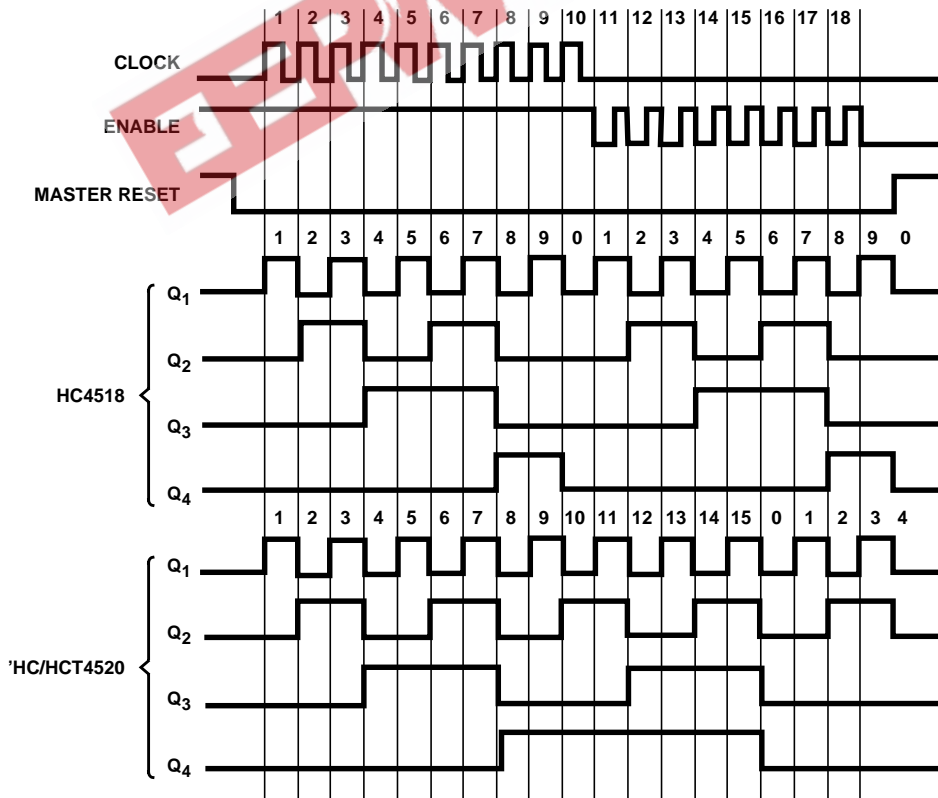 1 2 3 4 5 6 7 8 9 10 11 12 13 14 15 16 17 18
CLOCK
ENABLE
MASTER RESET
1 2 3 4 5 6 7 8 9 0 1 2 3 4 5 6 7 8 9 0
Q1
Q2
HC4518
Q3
Q4
1 2 3 4 5 6 7 8 9 10 11 12 13 14 15 0 1 2 3 4
Q1
Q2
’HC/HCT4520
Q3
Q4